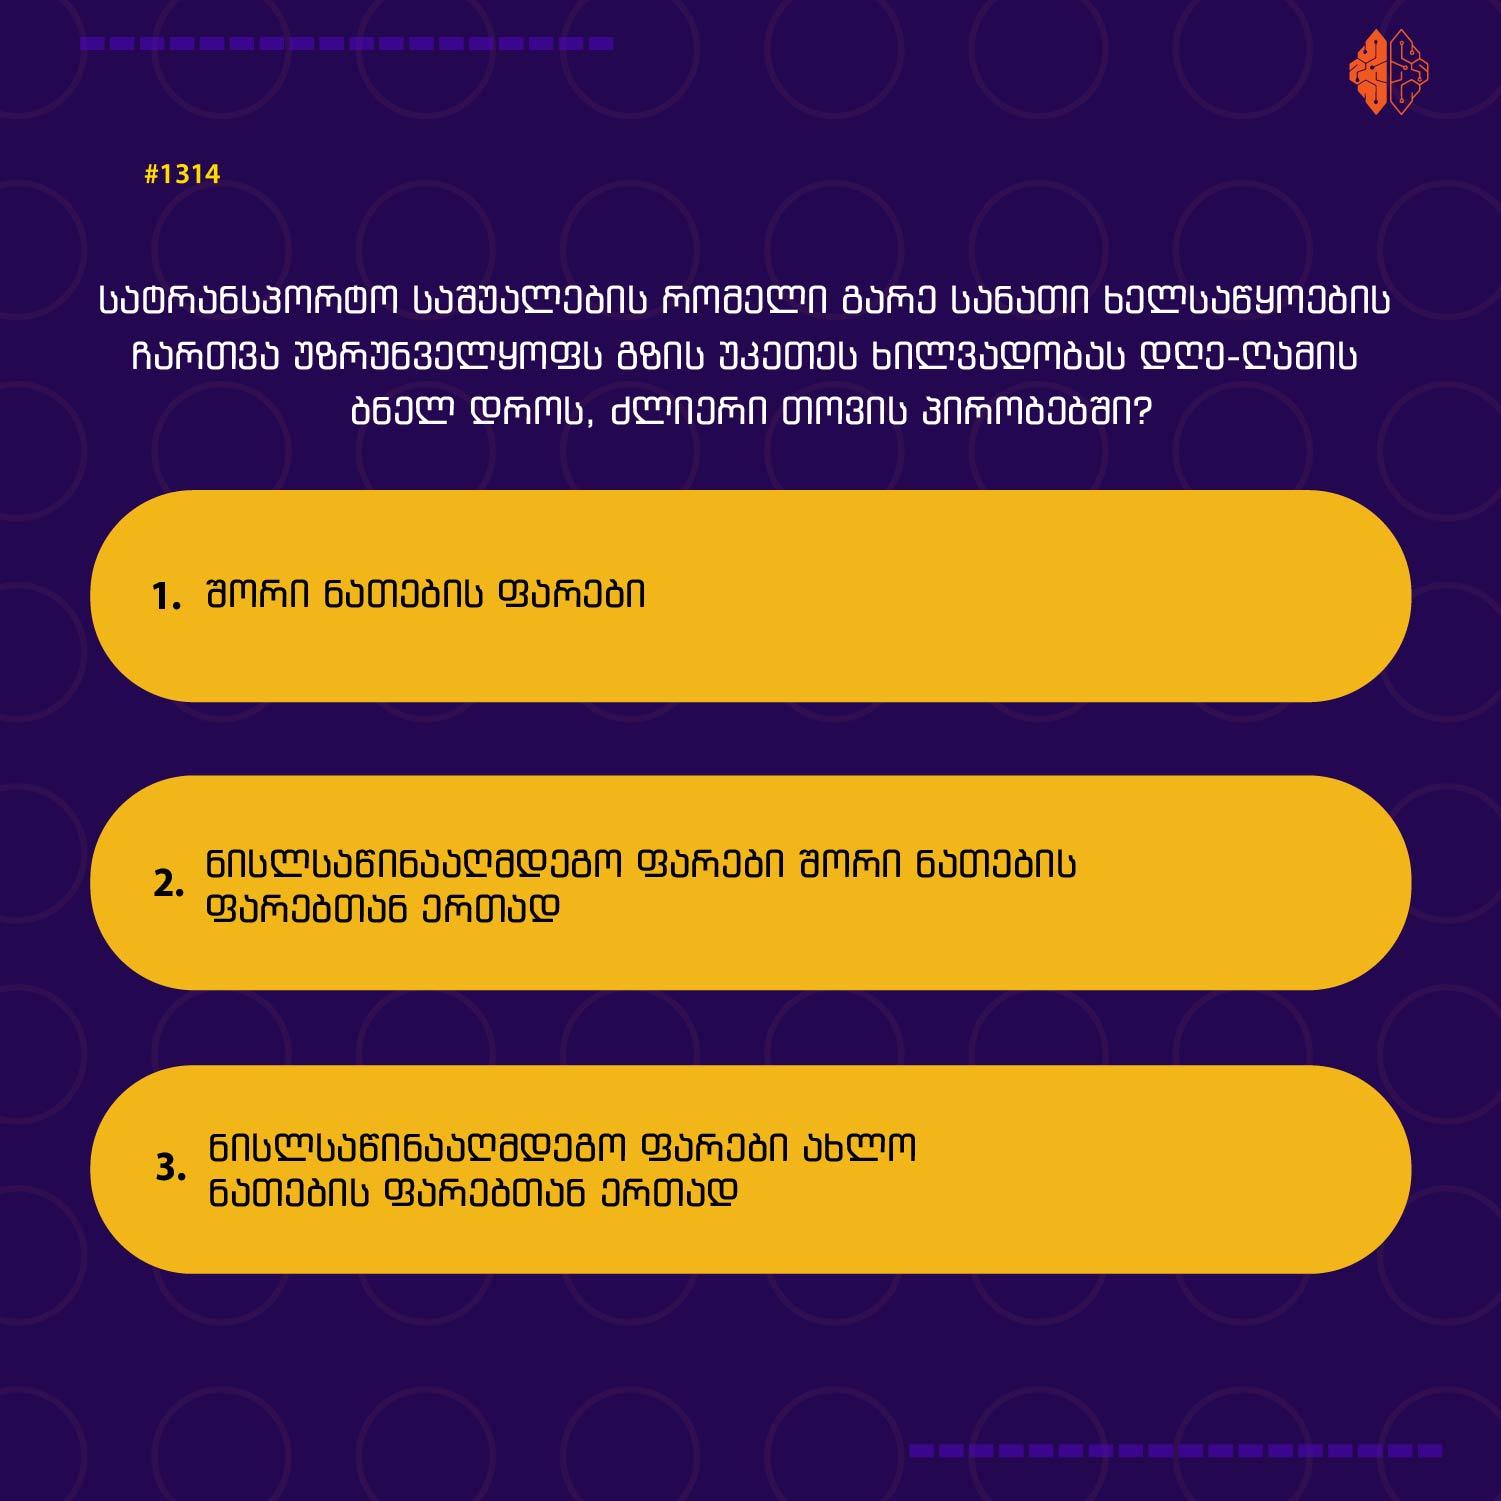 #1314
სატრანსპორტო საშუალების რომელი გარე სანათი ხელსაწყოების
ჩართვა უზრუნველყოფს გზის უკეთეს ხილვადობას დღე-ღამის
ბნელ დროს, ძლიერი თოვის პირობებში?
1. შორი ნათების ფარები
2. ნისლსაწინააღმდეგო ფარები შორი ნათების
ფარებთან ერთად
3. ნისლსაწინააღმდეგო ფარები ახლო
ნათების ფარებთან ერთად